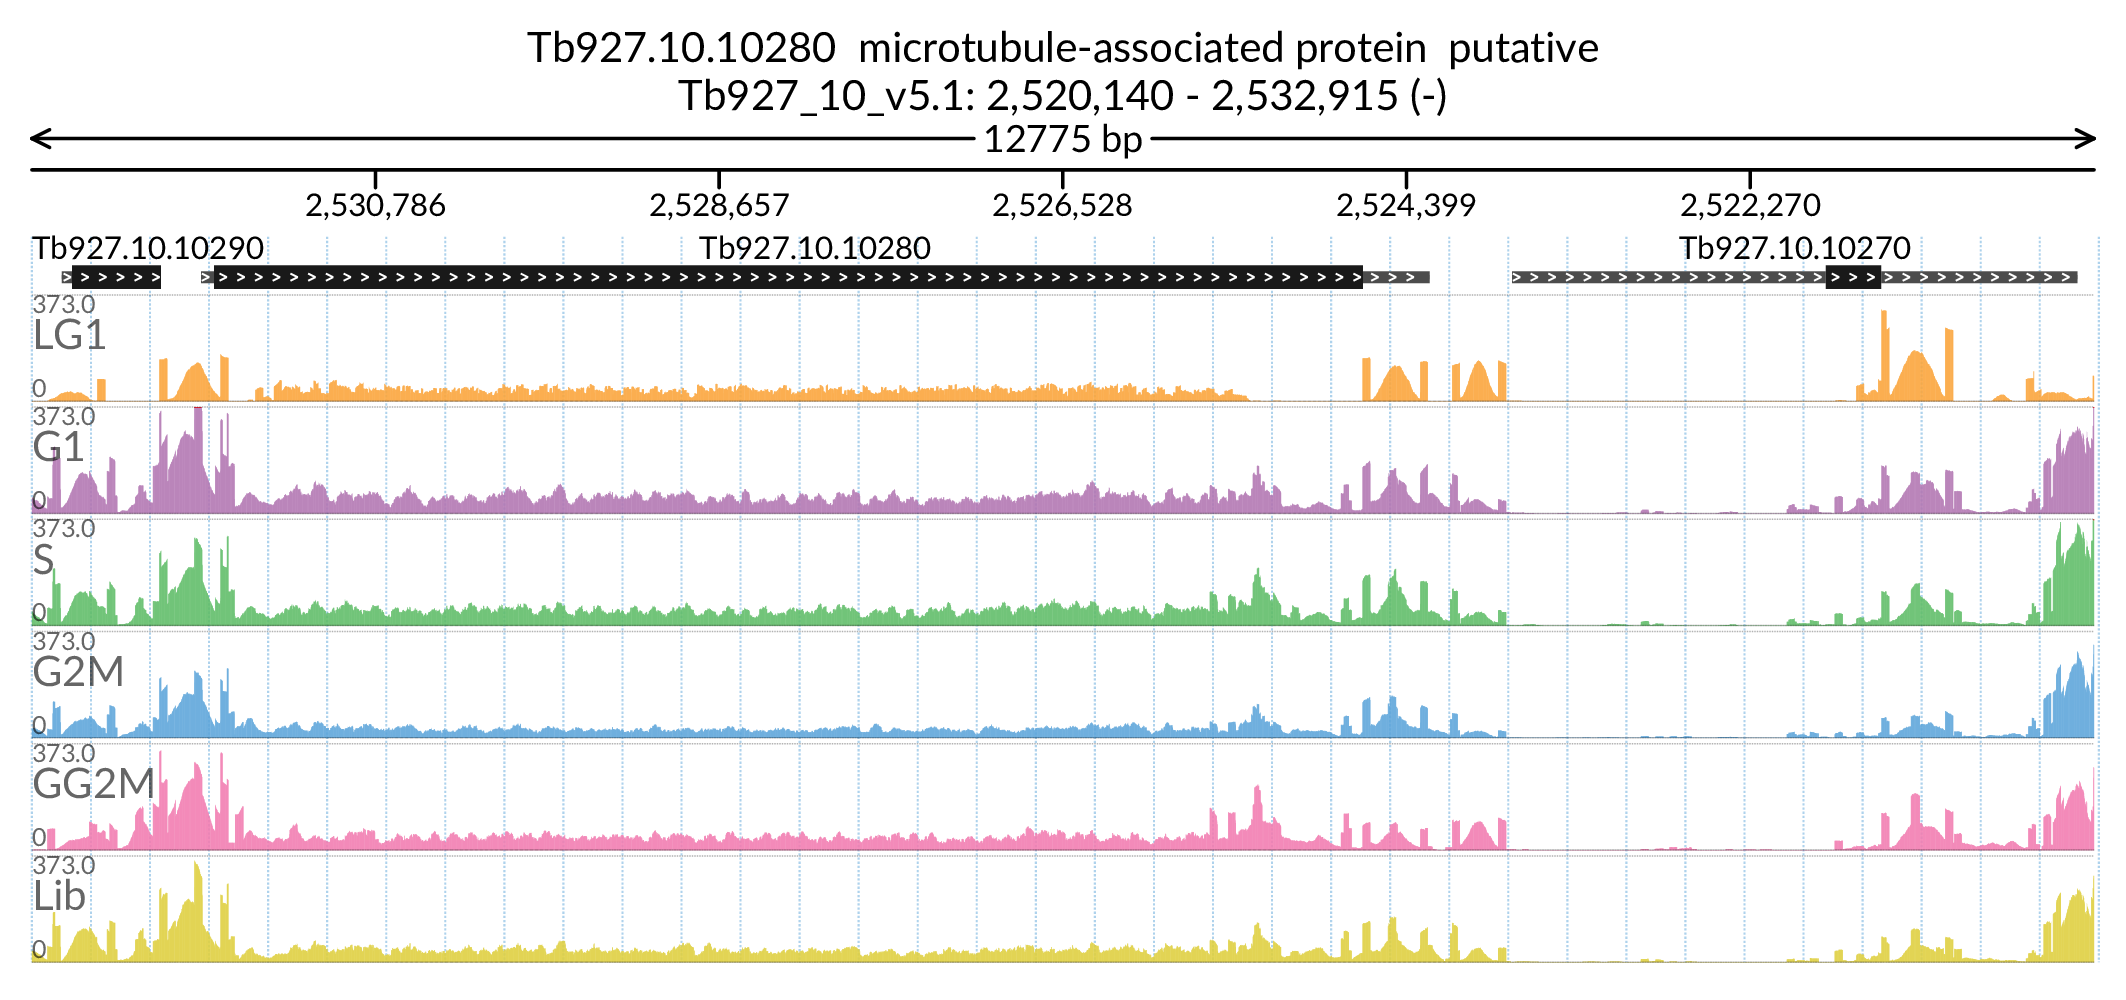 Tb927.10.10280  microtubule-associated protein  putative
Tb927_10_v5.1: 2,520,140 - 2,532,915 (-)
12775 bp
2,530,786 2,528,657 2,526,528 2,524,399 2,522,270
Tb927.10.10290 Tb927.10.10280 Tb927.10.10270
373.0
LG1
0
373.0
G1
0
373.0
S
0
373.0
G2M
0
373.0
GG2M
0
373.0
Lib
0